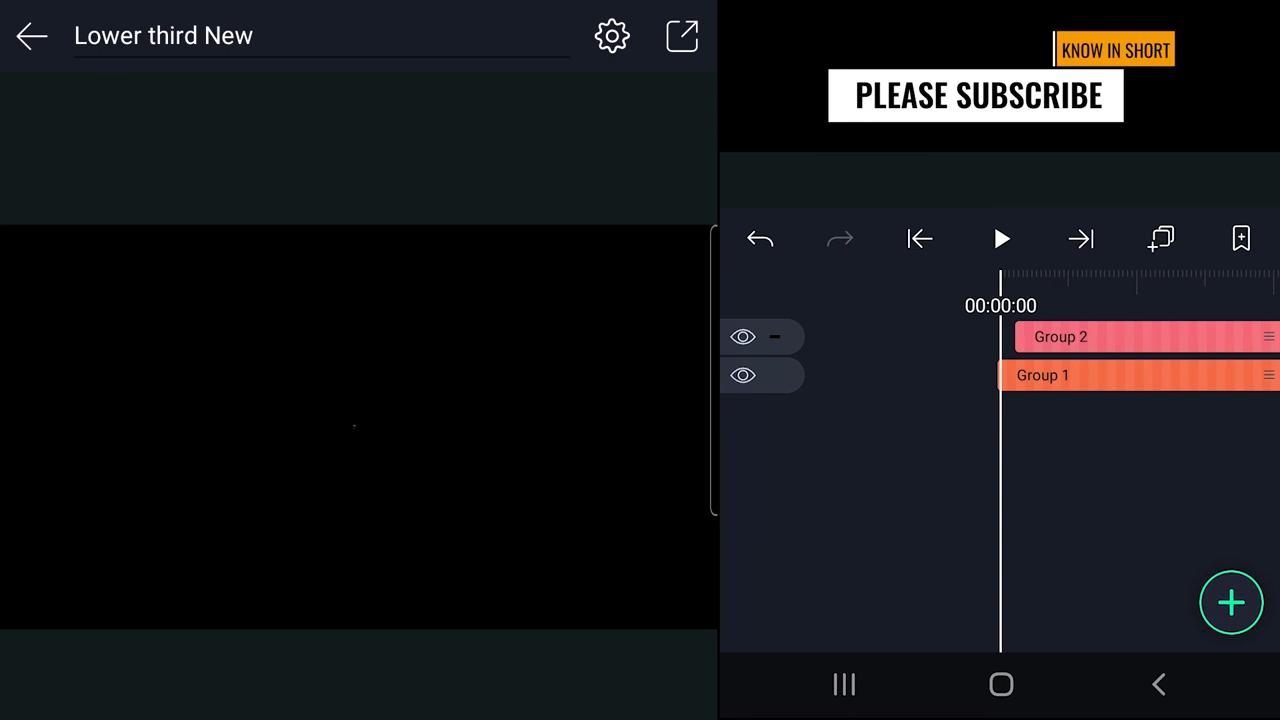 Lower third New
KNOW IN SHORT
PLEASE SUBSCRIBE
00:00:00
Group 2
Group 1